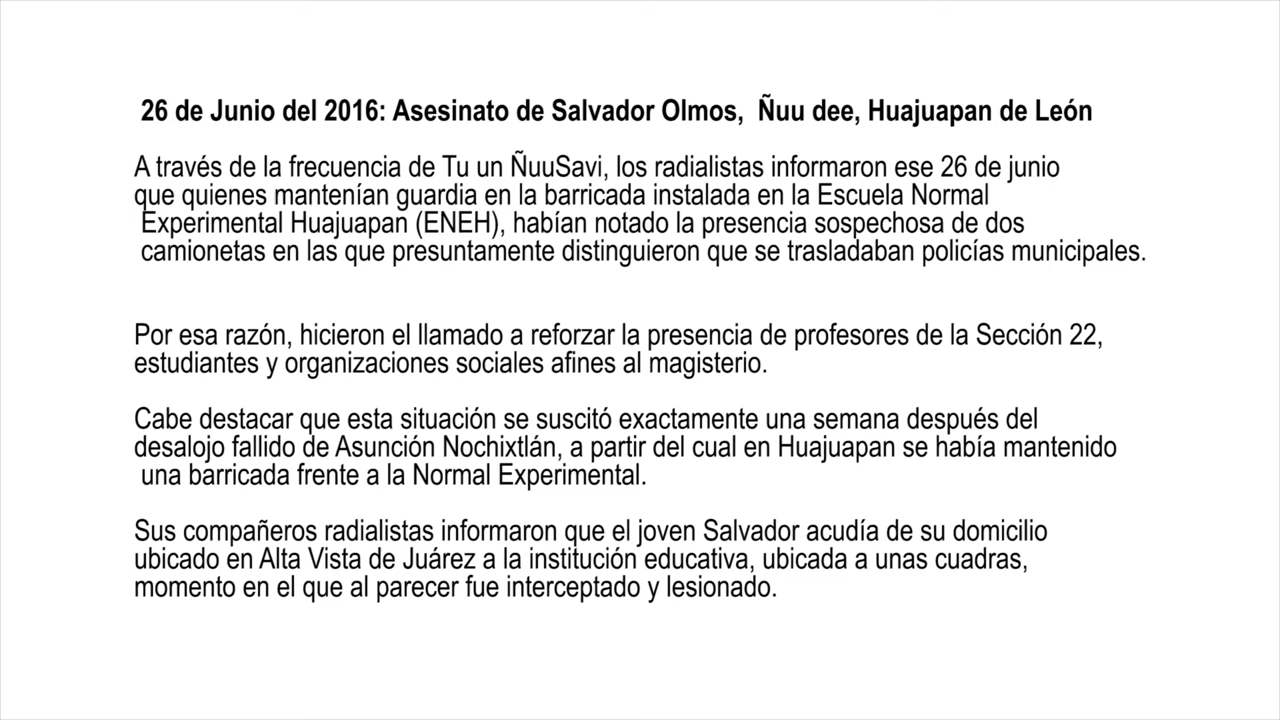 26 de Junio del 2016: Asesinato de Salvador Olmos, Ñuu dee, Huajuapan de León
A través de la frecuencia de Tu un ÑuuSavi, los radialistas informaron ese 26 de junio
que quienes mantenían guardia en la barricada instalada en la Escuela Normal
Experimental Huajuapan (ENEH), habían notado la presencia sospechosa de dos
camionetas en las que presuntamente distinguieron que se trasladaban policías municipales.
Por esa razón, hicieron el llamado a reforzar la presencia de profesores de la Sección 22,
estudiantes y organizaciones sociales afines al magisterio.
Cabe destacar que esta situación se suscitó exactamente una semana después del
desalojo fallido de Asunción Nochixtlán, a partir del cual en Huajuapan se había mantenido
una barricada frente a la Normal Experimental.
Sus compañeros radialistas informaron que el joven Salvador acudía de su domicilio
ubicado en Alta Vista de Juárez a la institución educativa, ubicada a unas cuadras,
momento en el que al parecer fue interceptado y lesionado.